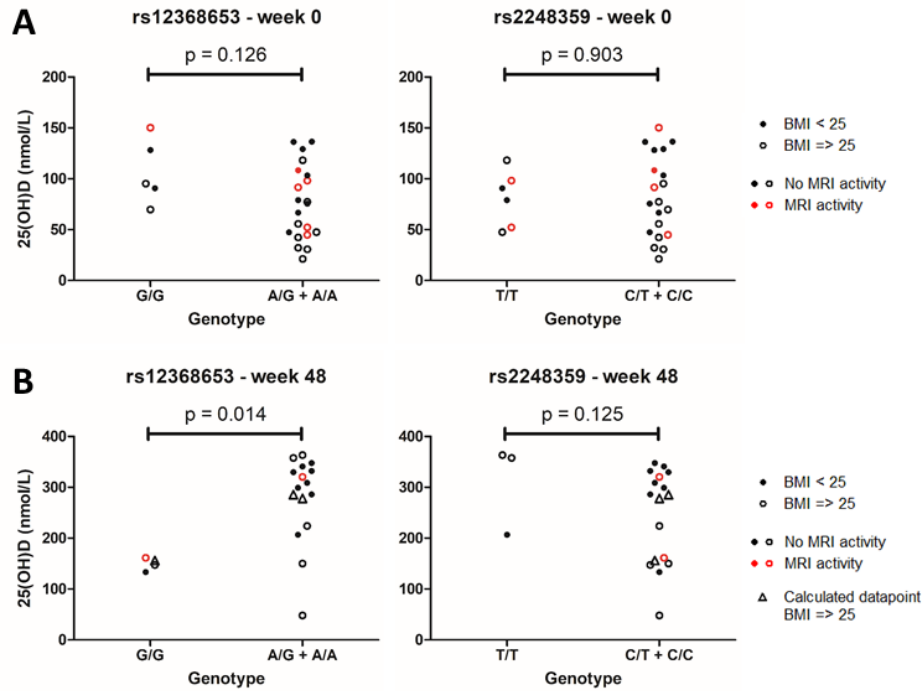 A
rs12368653 - week 0
p = 0.126
25(OH)D (nmol/L)
200
150
100
50
0
G/G
A/G + A/A
Genotype
rs2248359 - week 0
p = 0.903
200
150
100
50
0
T/T
C/T + C/C
Genotype
BMI < 25
BMI => 25
No MRI activity
MRI activity
B
rs12368653 - week 48
p = 0.014
25(OH)D (nmol/L)
400
300
200
100
0
G/G
A/G + A/A
Genotype
rs2248359 - week 48
p = 0.125
400
300
200
100
0
T/T
C/T + C/C
Genotype
BMI < 25
BMI => 25
No MRI activity
MRI activity
Calculated datapoint
BMI => 25